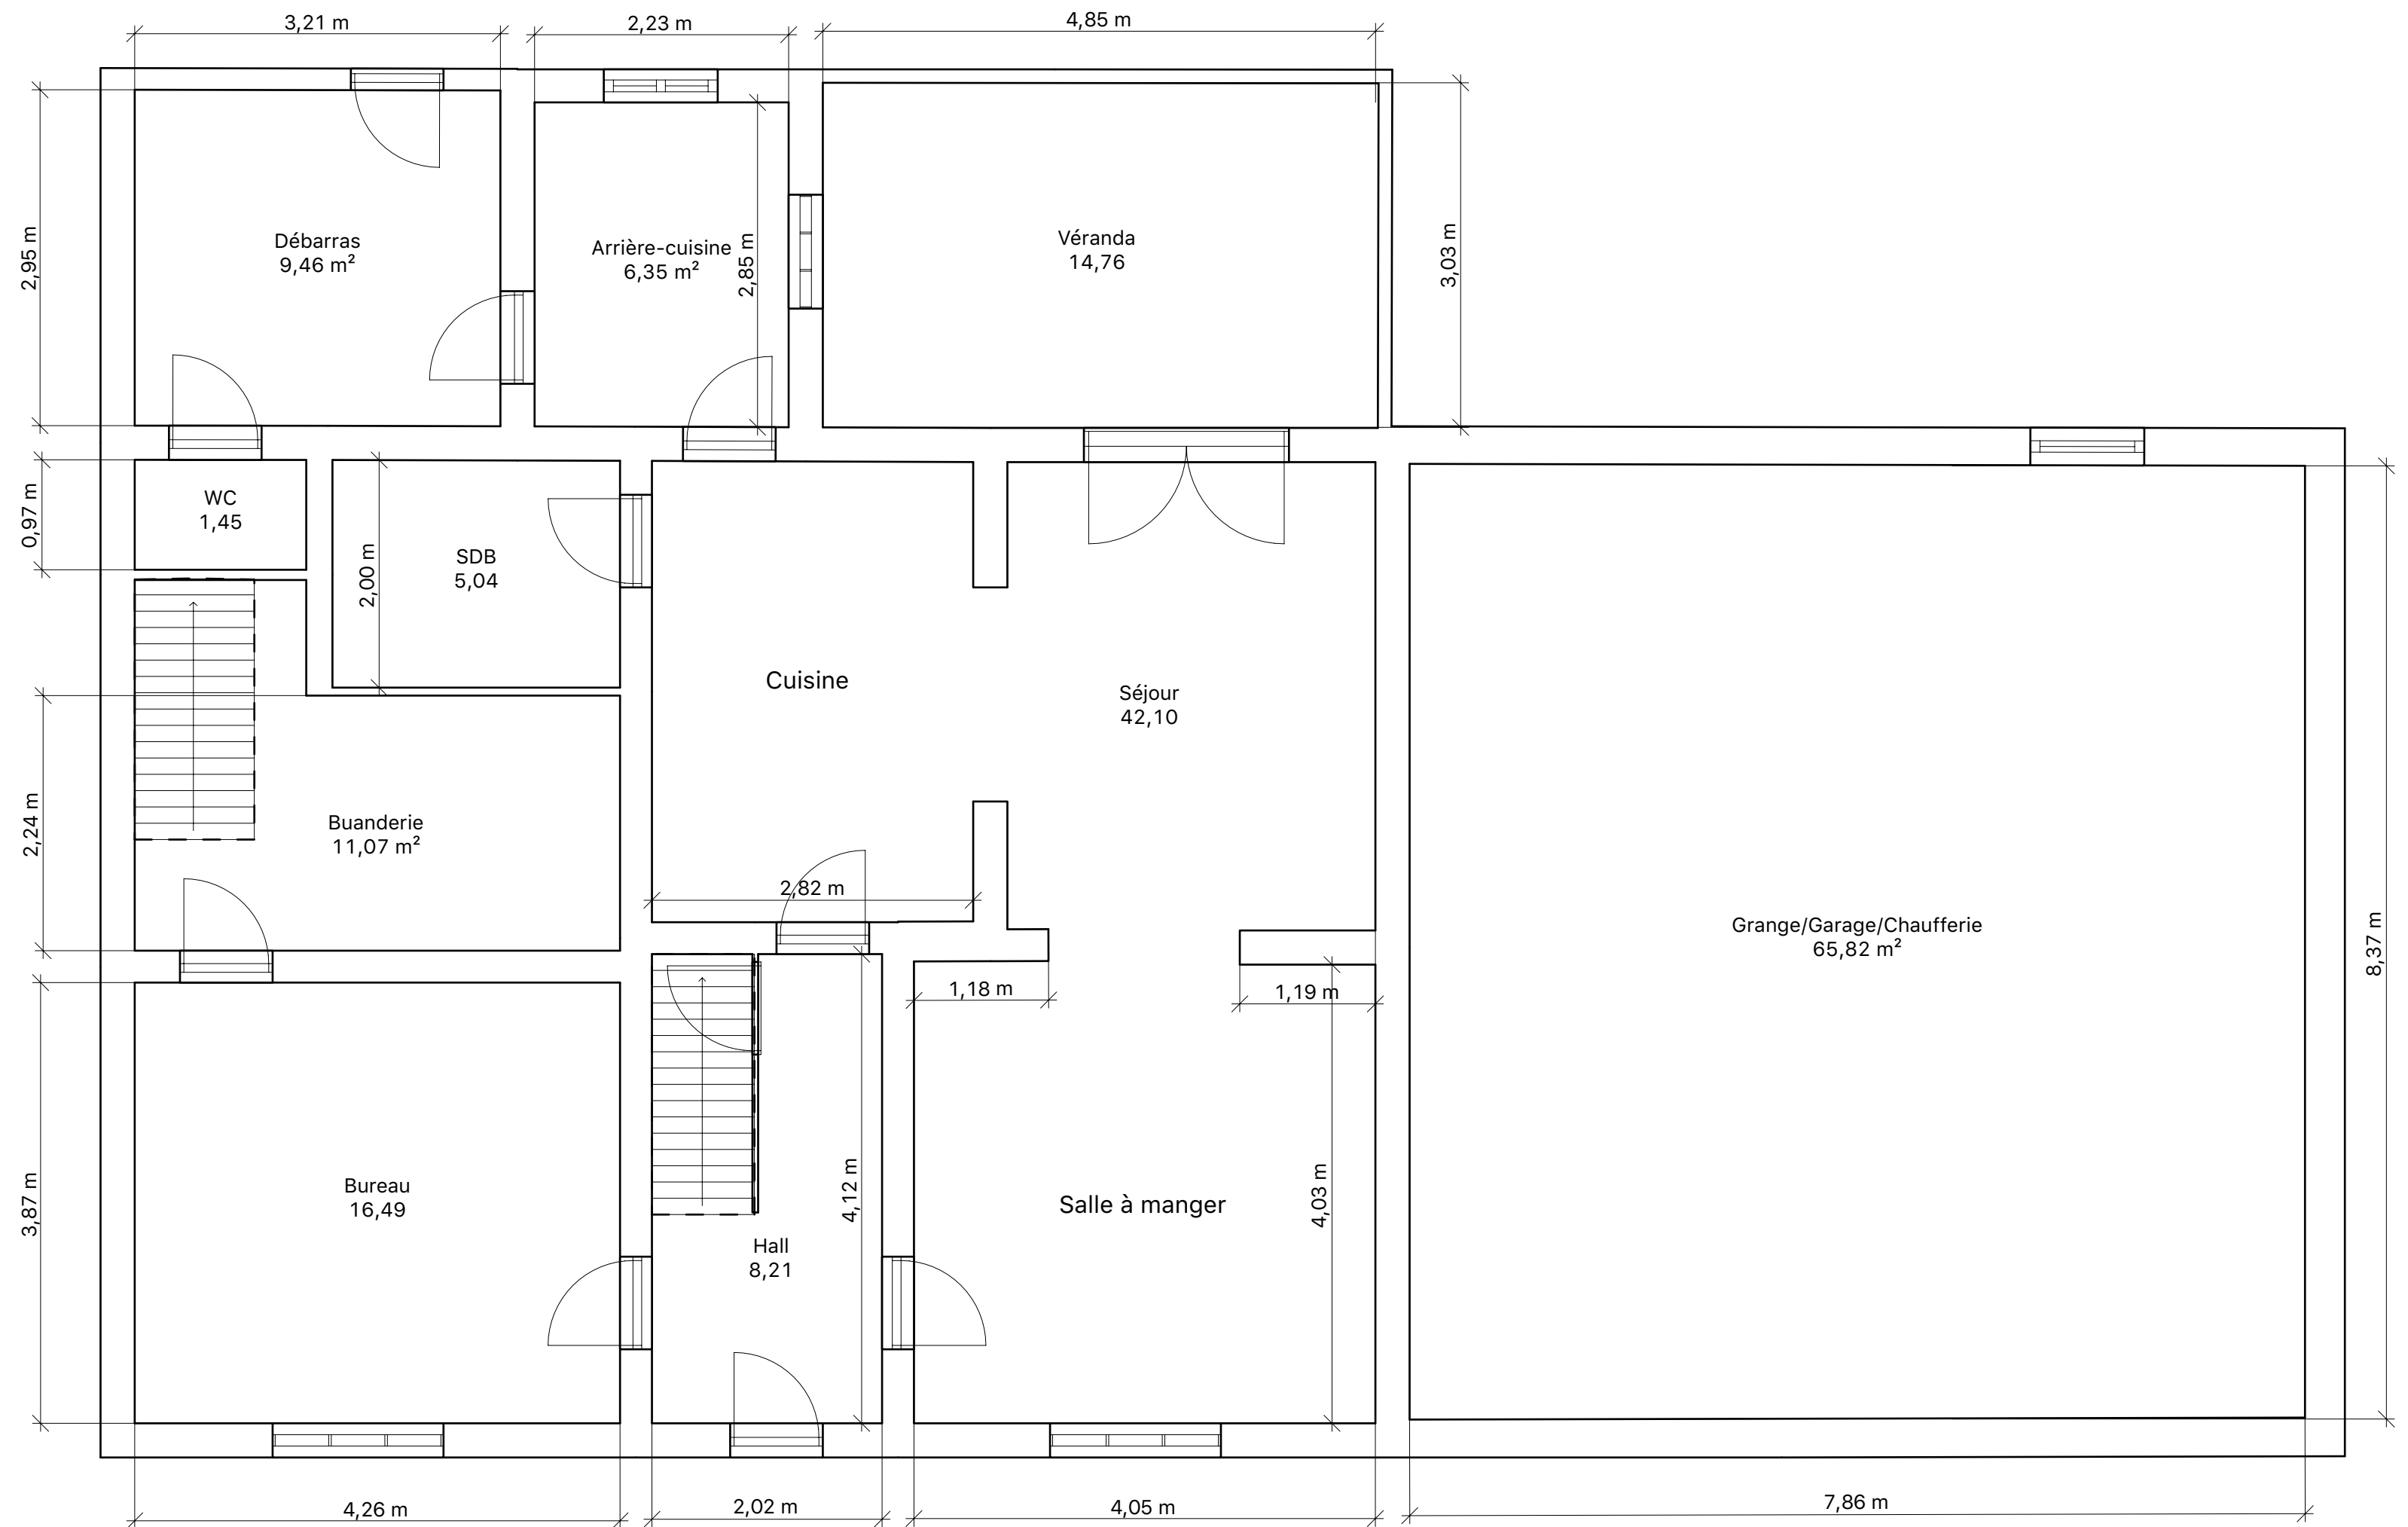 3,21 m
2,23 m
4,85 m
2,95 m
Débarras
9,46 m²
Arrière-cuisine
6,35 m²
2,85 m
Véranda
14,76
3,03 m
0,97 m
WC
1,45
2,00 m
SDB
5,04
Cuisine
Séjour
42,10
2,24 m
Buanderie
11,07 m²
2,82 m
Grange/Garage/Chaufferie
65,82 m²
8,37 m
1,18 m
1,19 m
3,87 m
Bureau
16,49
4,12 m
Hall
8,21
Salle à manger
4,03 m
4,26 m
2,02 m
4,05 m
7,86 m